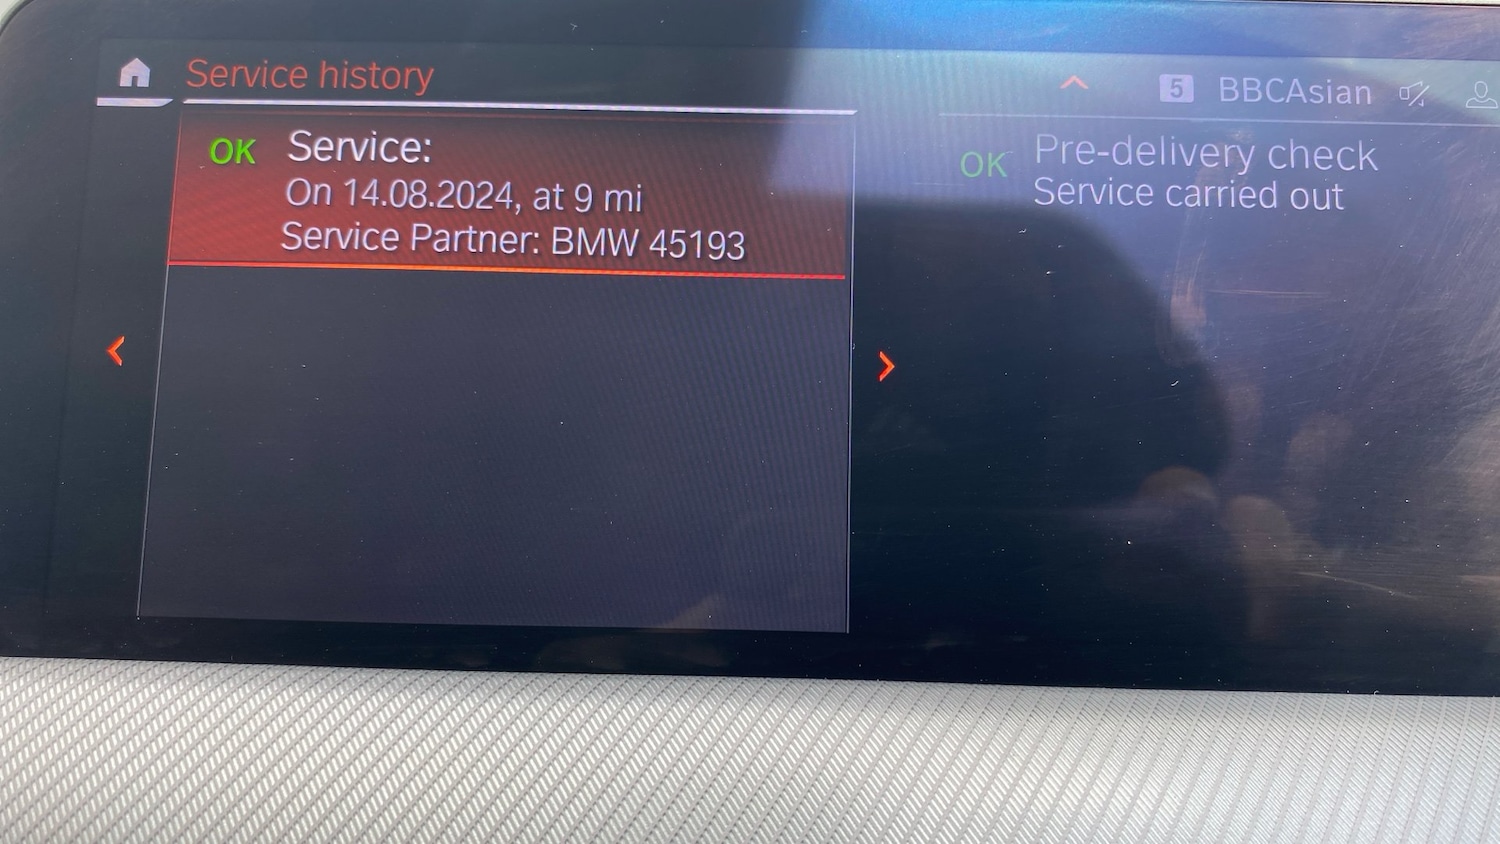 Service history
5 BBCAsian
OK Service:
On 14.08.2024, at 9 mi
Service Partner: BMW 45193
OK Pre-delivery check
Service carried out